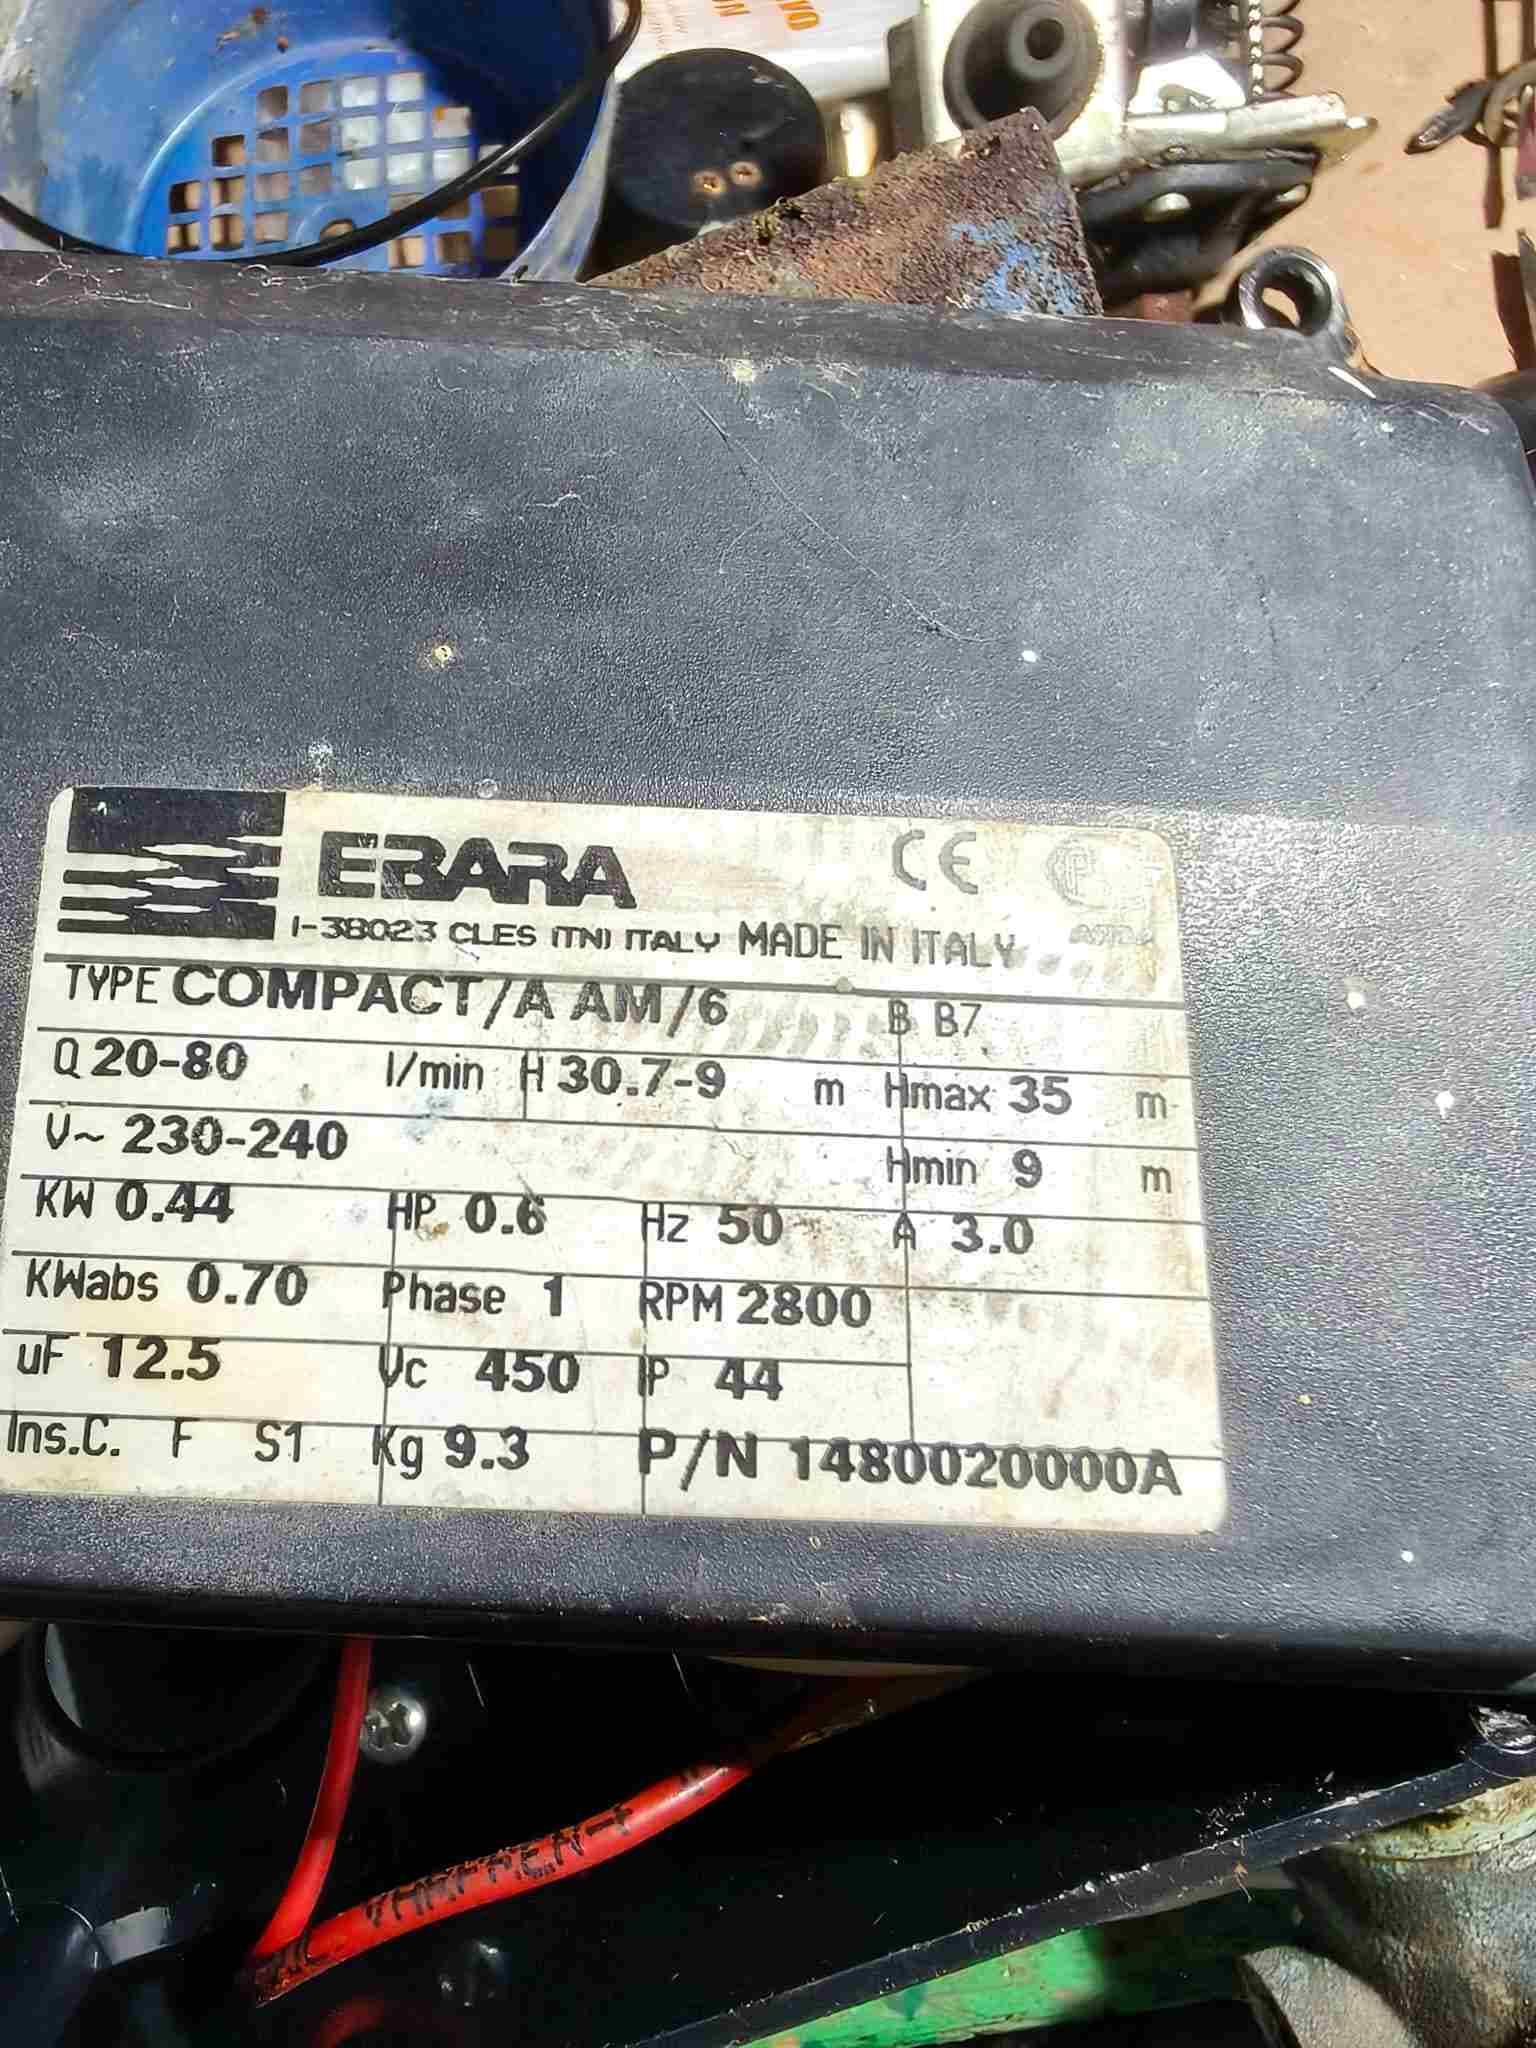 EBARA CE
I-38023 CLES (TN) ITALY MADE IN ITALY
TYPE COMPACT/A AM/6 B B7
Q 20-80 l/min H 30.7-9 m Hmax 35 m
V~ 230-240 Hmin 9 m
KW 0.44 HP 0.6 Hz 50 A 3.0
KWabs 0.70 Phase 1 RPM 2800
uF 12.5 Vc 450 IP 44
Ins.C. F S1 Kg 9.3 P/N 1480020000A